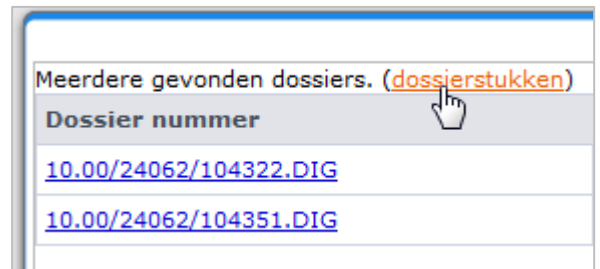 Meerdere gevonden dossiers. (dossierstukken)
Dossier nummer
10.00/24062/104322.DIG
10.00/24062/104351.DIG